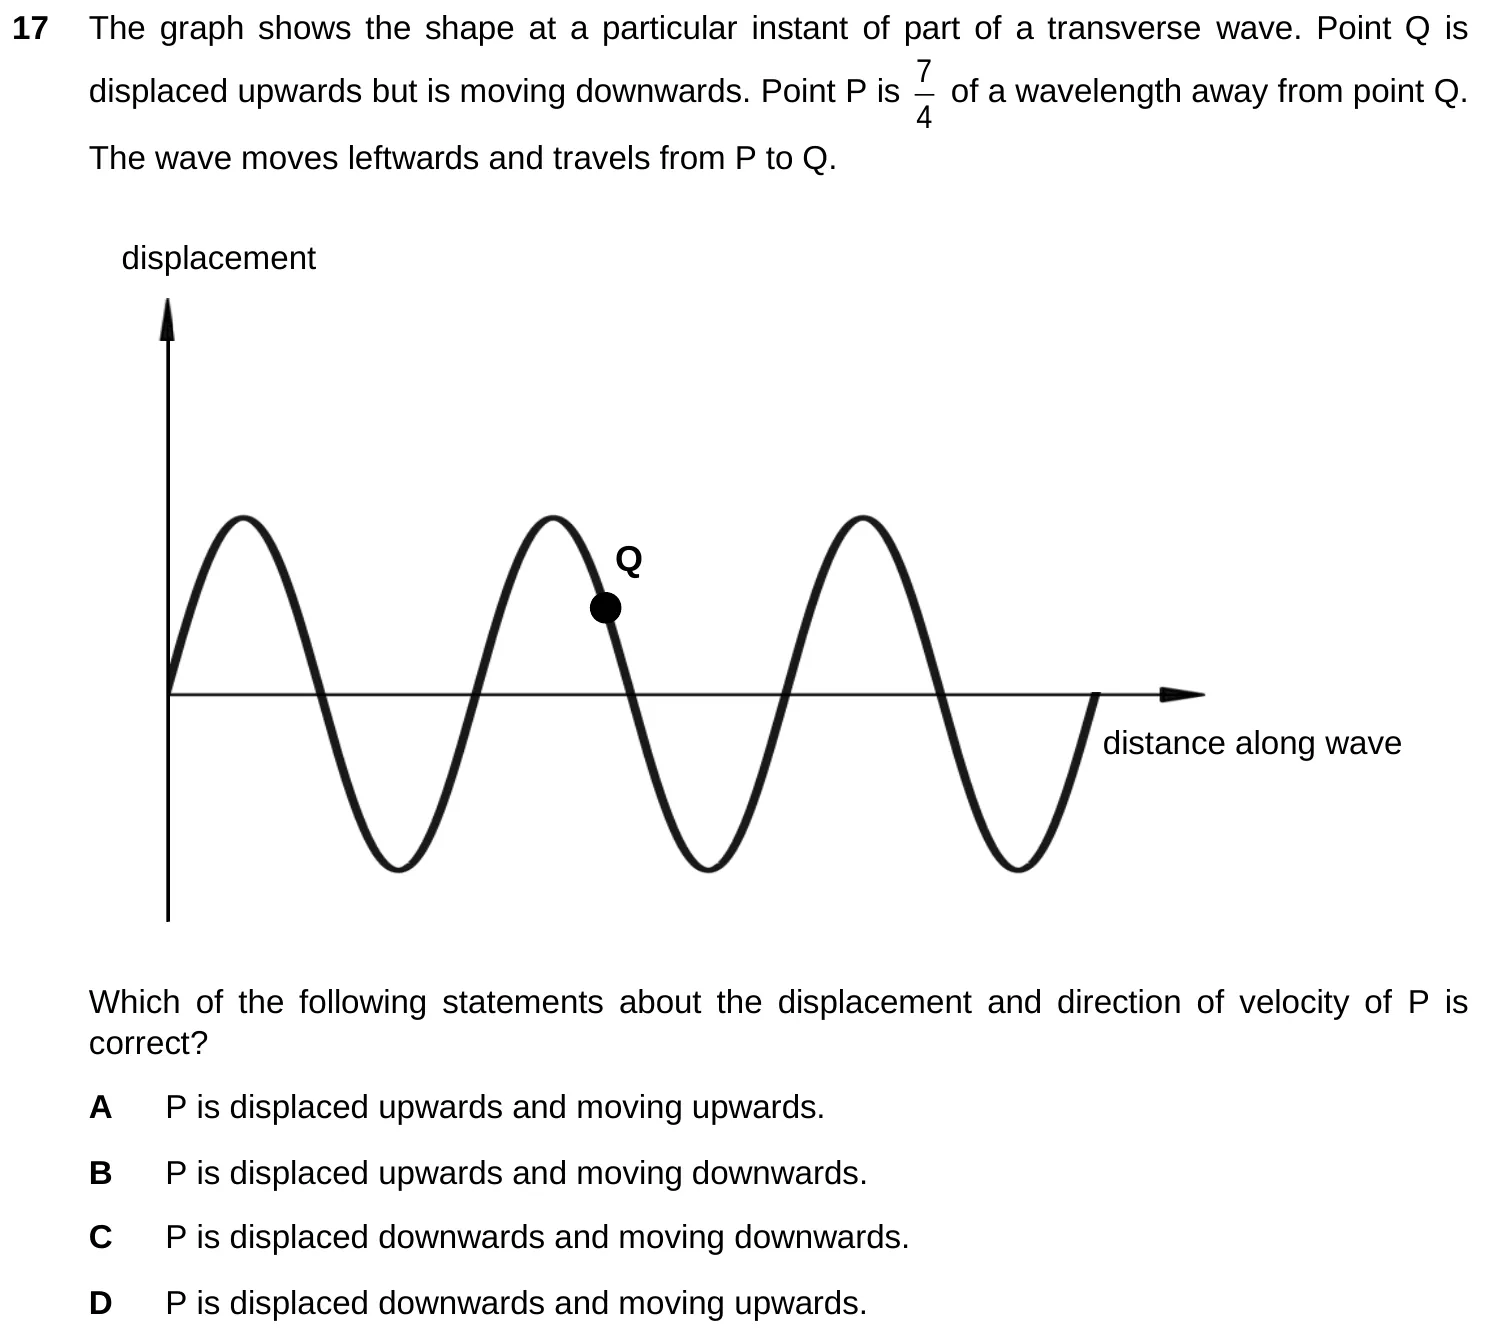 17 The graph shows the shape at a particular instant of part of a transverse wave. Point Q is
displaced upwards but is moving downwards. Point P is 7/4 of a wavelength away from point Q.
The wave moves leftwards and travels from P to Q.
displacement
Q
distance along wave
Which of the following statements about the displacement and direction of velocity of P is
correct?
A P is displaced upwards and moving upwards.
B P is displaced upwards and moving downwards.
C P is displaced downwards and moving downwards.
D P is displaced downwards and moving upwards.